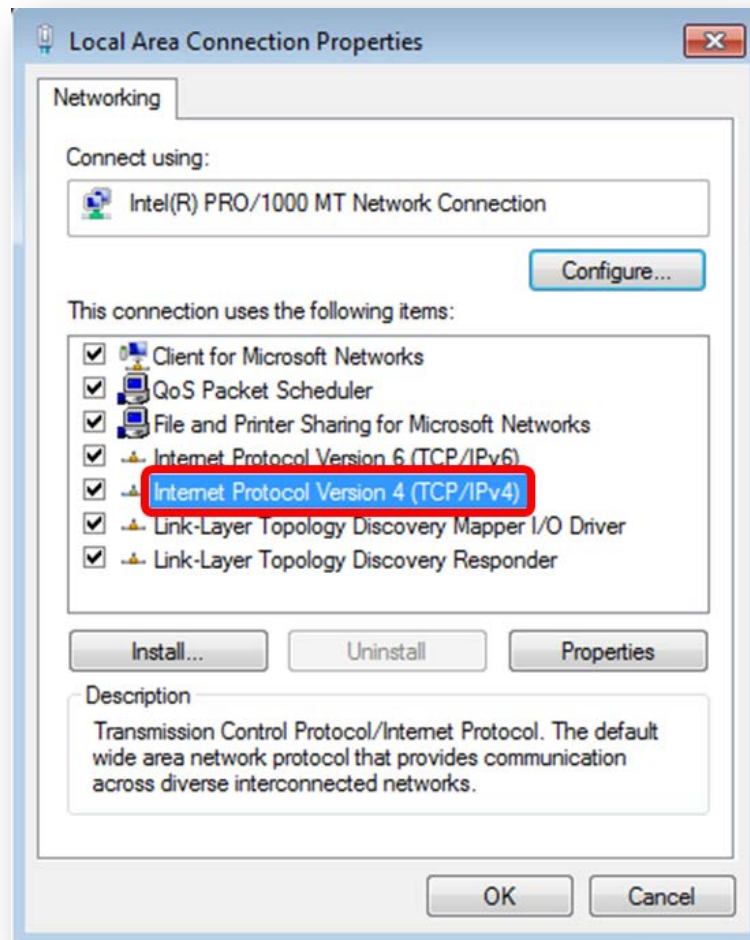 Local Area Connection Properties
Networking
Connect using:
Intel(R) PRO/1000 MT Network Connection
Configure...
This connection uses the following items:
Client for Microsoft Networks
QoS Packet Scheduler
File and Printer Sharing for Microsoft Networks
Internet Protocol Version 6 (TCP/IPv6)
Internet Protocol Version 4 (TCP/IPv4)
Link-Layer Topology Discovery Mapper I/O Driver
Link-Layer Topology Discovery Responder
Install... Uninstall Properties
Description
Transmission Control Protocol/Internet Protocol. The default
wide area network protocol that provides communication
across diverse interconnected networks.
OK Cancel